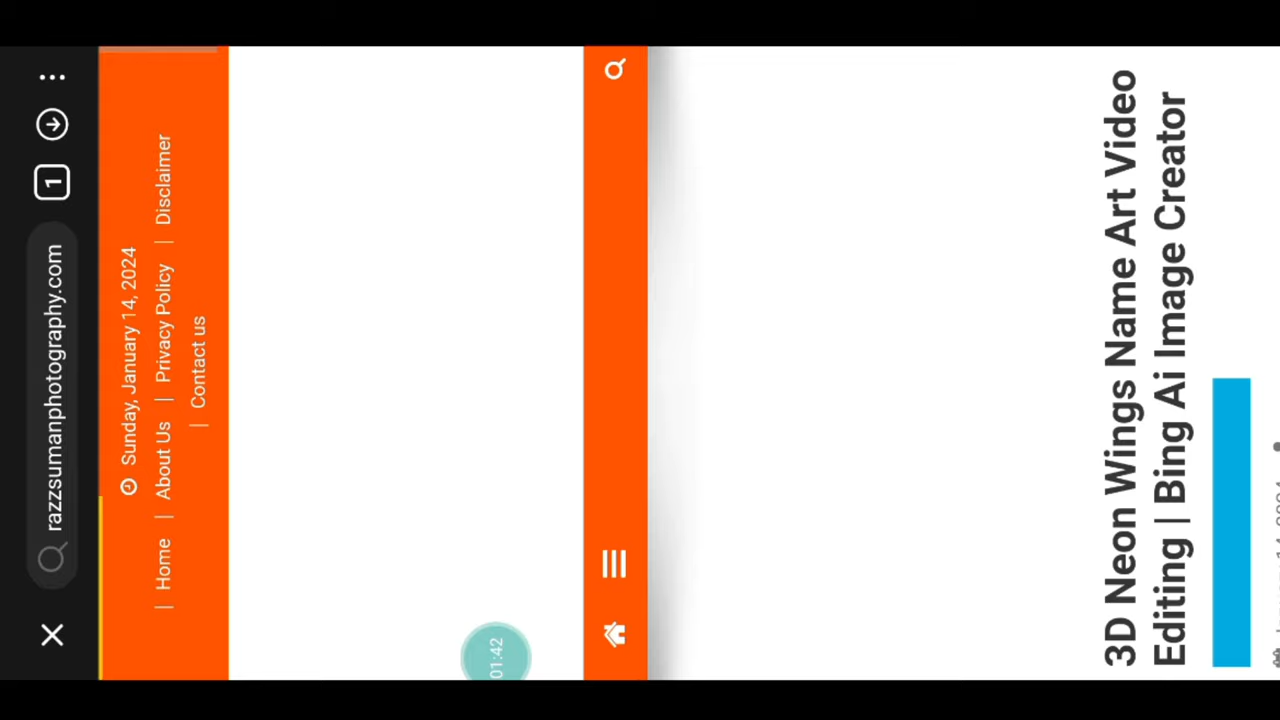 1
razzsumanphotography.com
Sunday, January 14, 2024
| Home | About Us | Privacy Policy | Disclaimer
| Contact us
01:42
3D Neon Wings Name Art Video
Editing | Bing Ai Image Creator